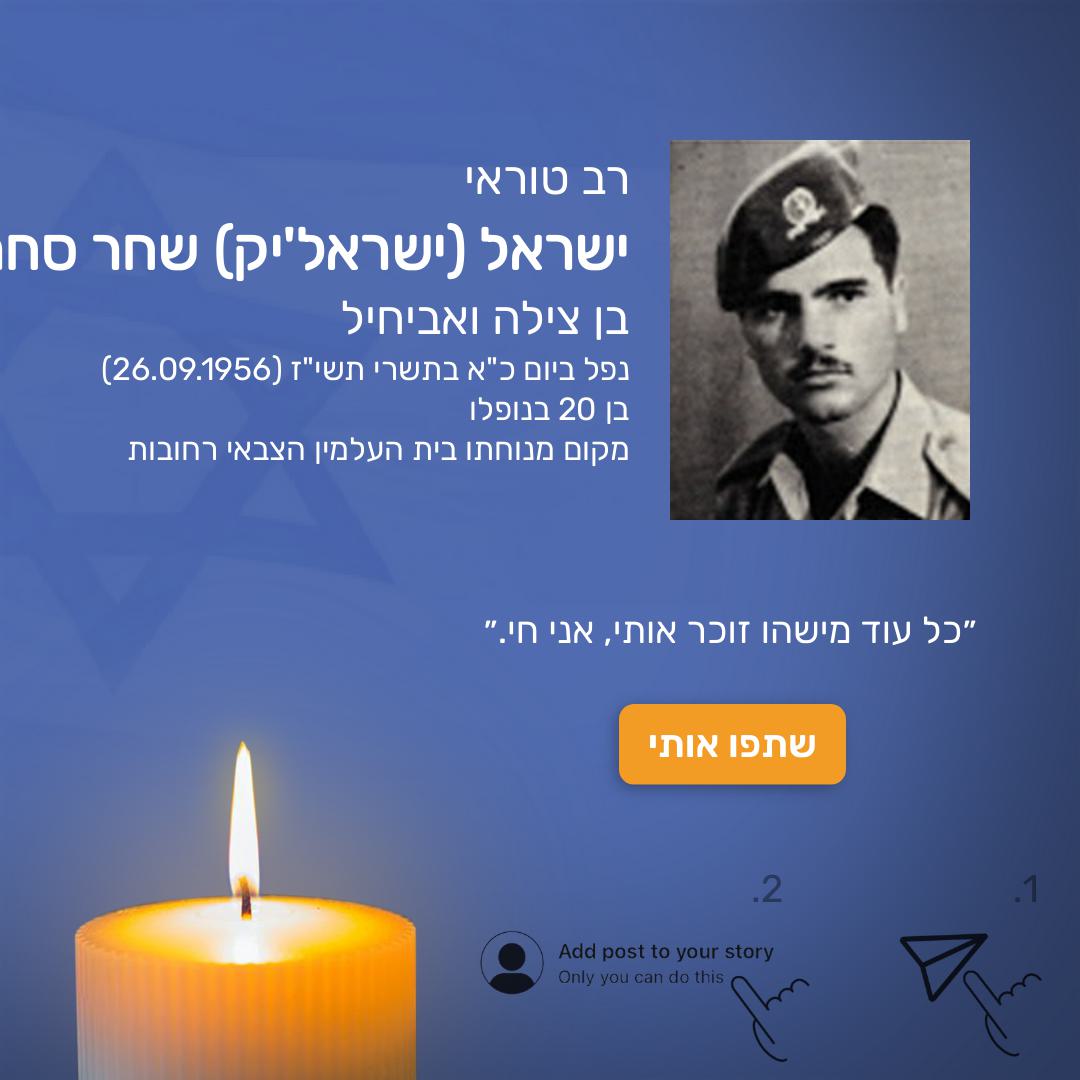 רב טוראי
ישראל (ישראל'יק) שחר
בן צילה ואביחיל
נפל ביום כ"א בתשרי תשי"ז (26.09.1956)
בן 20 בנופלו
מקום מנוחתו בית העלמין הצבאי רחובות
״כל עוד מישהו זוכר אותי, אני חי.״
שתפו אותי
1.
2.
Add post to your story
Only you can do this